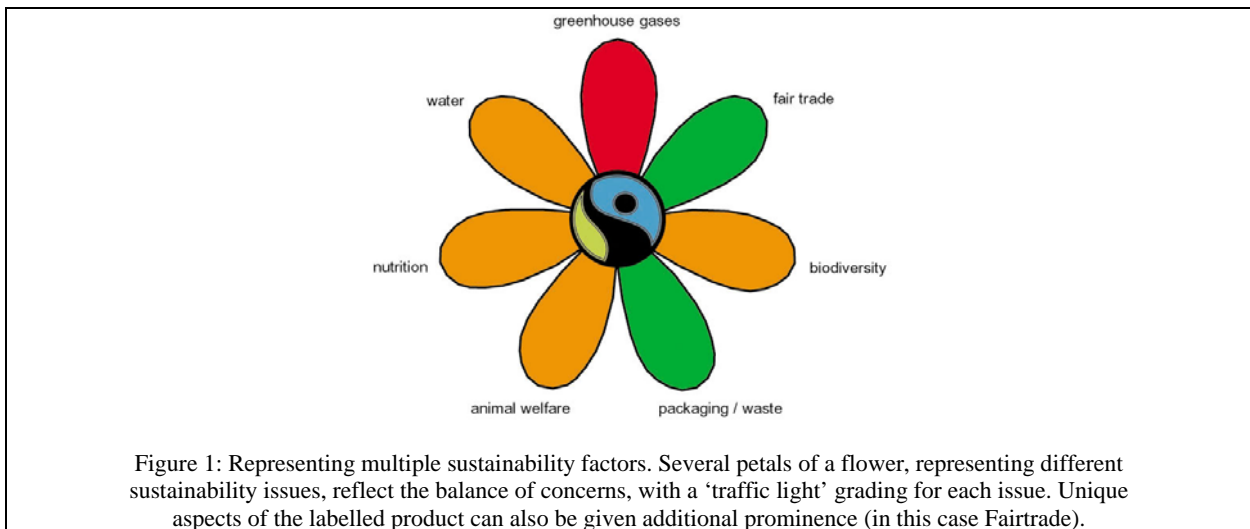 greenhouse gases
water
fair trade
nutrition
biodiversity
animal welfare
packaging / waste
Figure 1: Representing multiple sustainability factors. Several petals of a flower, representing different
sustainability issues, reflect the balance of concerns, with a ‘traffic light’ grading for each issue. Unique
aspects of the labelled product can also be given additional prominence (in this case Fairtrade).